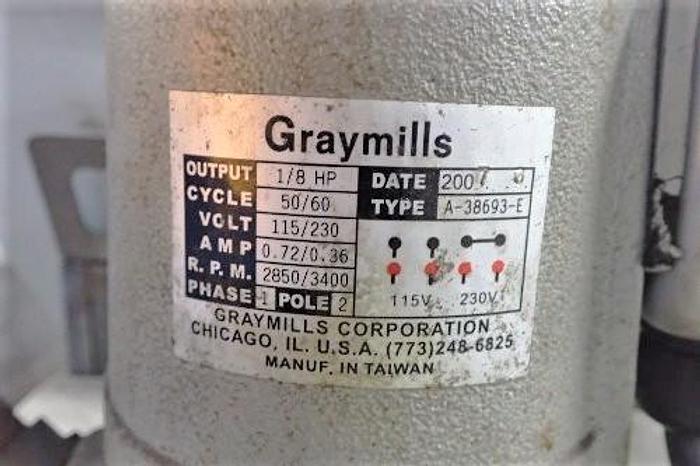 Graymills
OUTPUT 1/8 HP DATE 2007
CYCLE 50/60 TYPE A-38693-E
VOLT 115/230
AMP 0.72/0.36
R.P.M. 2850/3400
PHASE 1 POLE 2 115V 230V
GRAYMILLS CORPORATION
CHICAGO, IL. U.S.A. (773)248-6825
MANUF. IN TAIWAN